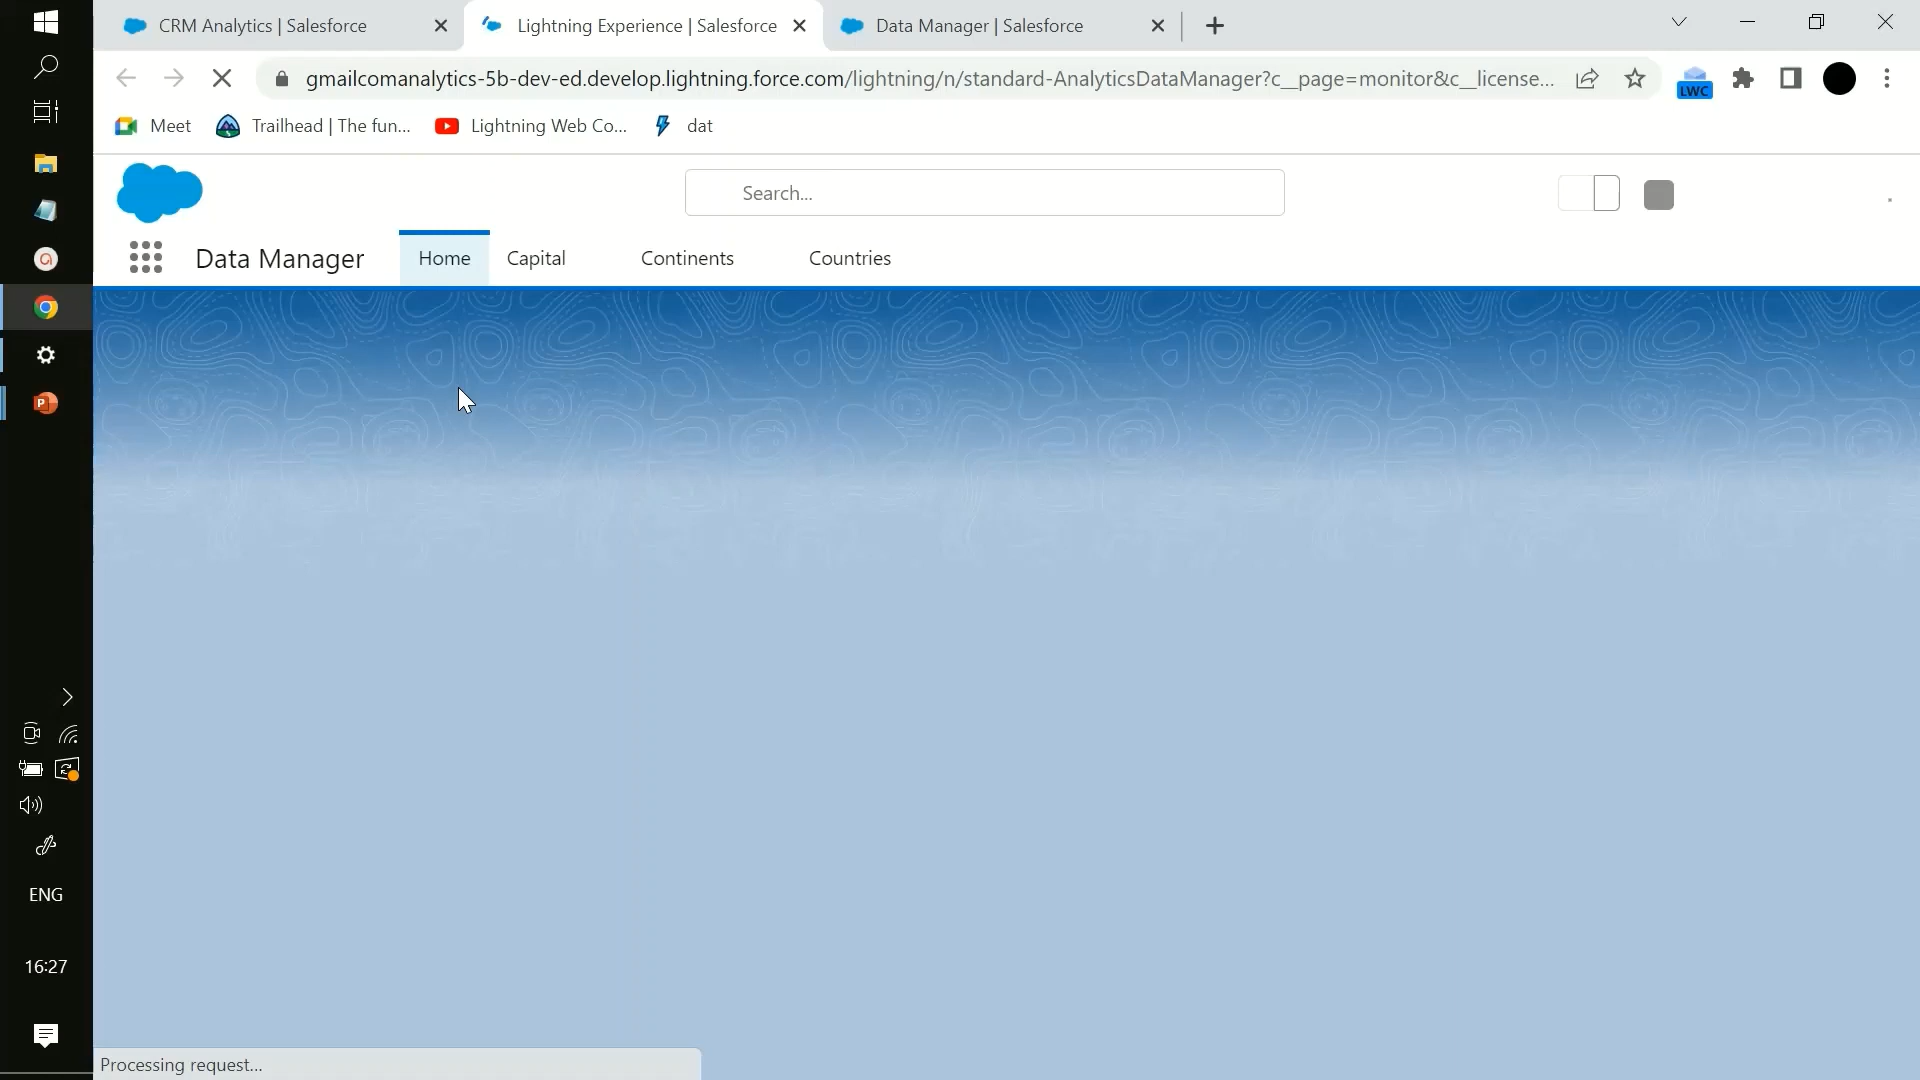 CRM Analytics | Salesforce
Lightning Experience | Salesforce
Data Manager | Salesforce
gmailcomanalytics-5b-dev-ed.develop.lightning.force.com/lightning/n/standard-AnalyticsDataManager?c__page=monitor&c__license...
LWC
Meet
Trailhead | The fun...
Lightning Web Co...
dat
Search...
Data Manager
Home
Capital
Continents
Countries
P
ENG
16:27
Processing request...